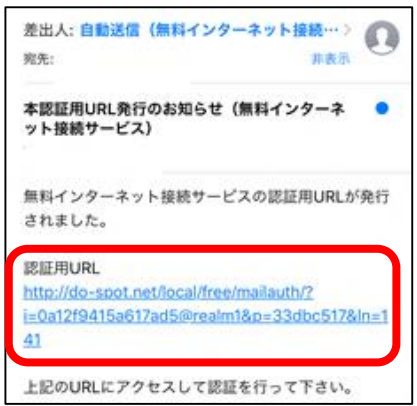 差出人: 自動送信（無料インターネット接続… >
宛先: 非表示
本認証用URL発行のお知らせ（無料インターネ
ット接続サービス）
無料インターネット接続サービスの認証用URLが発行
されました。
認証用URL
http://do-spot.net/local/free/mailauth/?
i=0a12f9415a617ad5@realm1&p=33dbc517&ln=1
41
上記のURLにアクセスして認証を行って下さい。